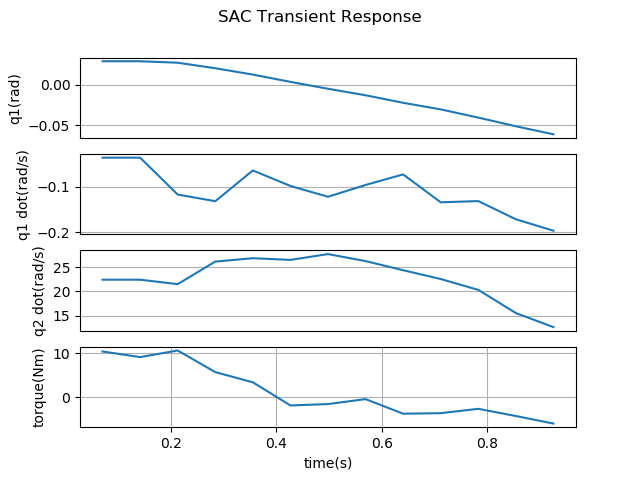 SAC Transient Response
q1(rad)
0.00
−0.05
q1 dot(rad/s)
−0.1
−0.2
q2 dot(rad/s)
25
20
15
torque(Nm)
10
0
0.2 0.4 0.6 0.8
time(s)